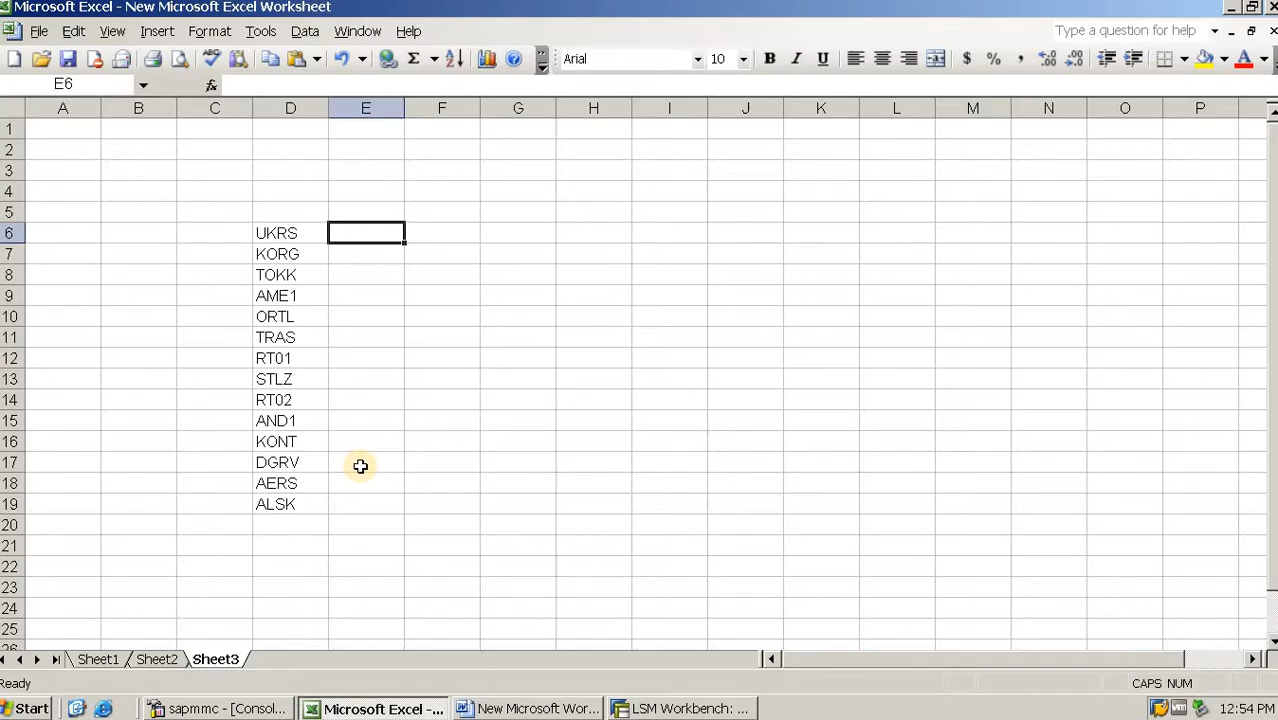 Microsoft Excel - New Microsoft Excel Worksheet
File Edit View Insert Format Tools Data Window Help Type a question for help
Arial 10 B I U $ % ,
E6 fx
A B C D E F G H I J K L M N O P
1
2
3
4
5
6 UKRS
7 KORG
8 TOKK
9 AME1
10 ORTL
11 TRAS
12 RT01
13 STLZ
14 RT02
15 AND1
16 KONT
17 DGRV
18 AERS
19 ALSK
20
21
22
23
24
25
26
Sheet1 Sheet2 Sheet3
Ready CAPS NUM
Start sapmmc - [Consol... Microsoft Excel -... New Microsoft Wor... LSM Workbench: ... 12:54 PM